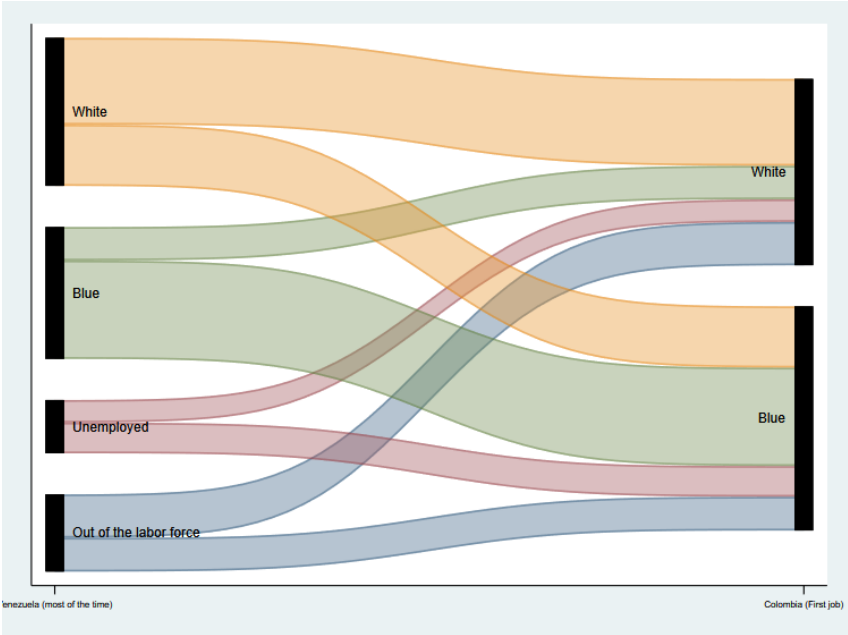 White
White
Blue
Blue
Unemployed
Out of the labor force
enezuela (most of the time)
Colombia (First job)